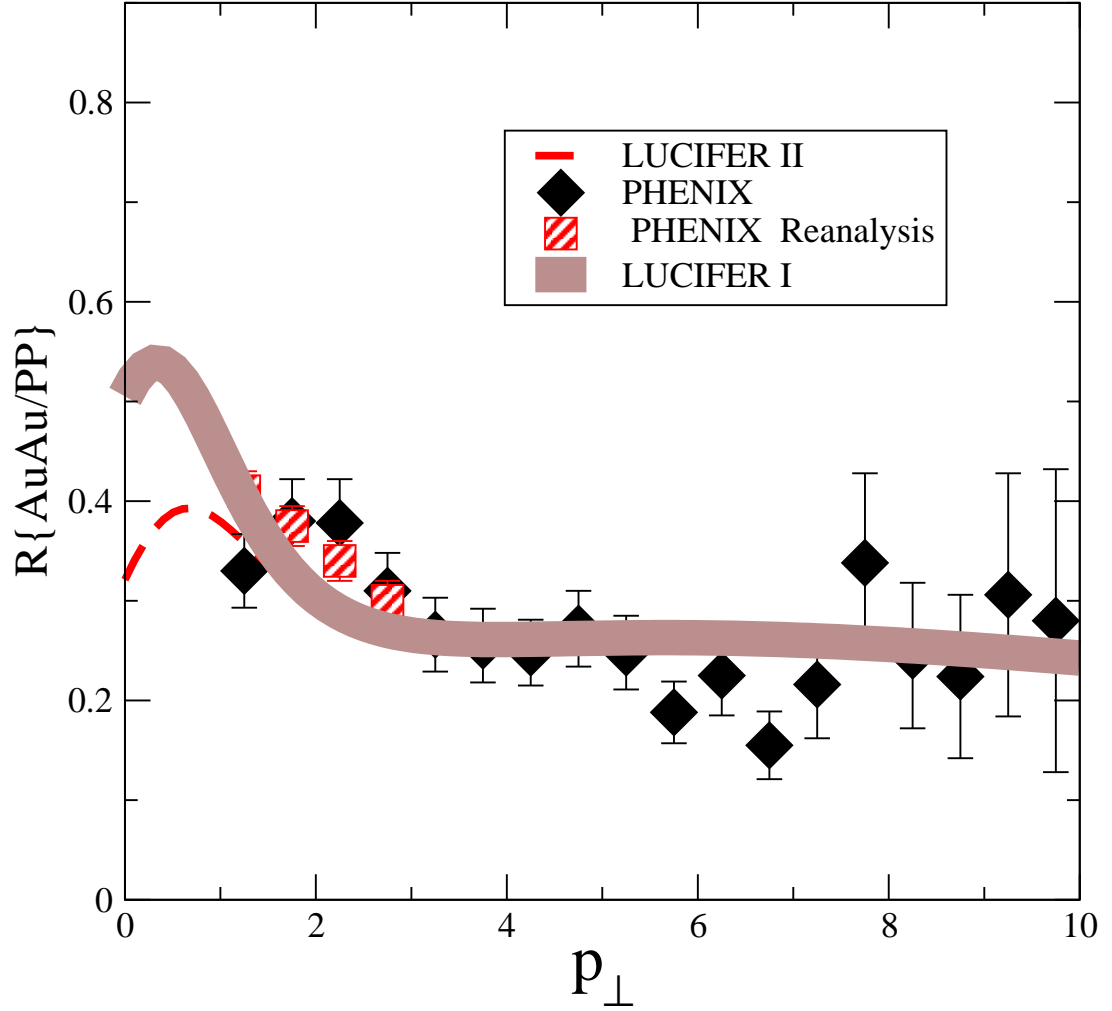 0.8
0.6
0.4
0.2
0
R{AuAu/PP}
LUCIFER II
PHENIX
PHENIX Reanalysis
LUCIFER I
0 2 4 6 8 10
p⊥